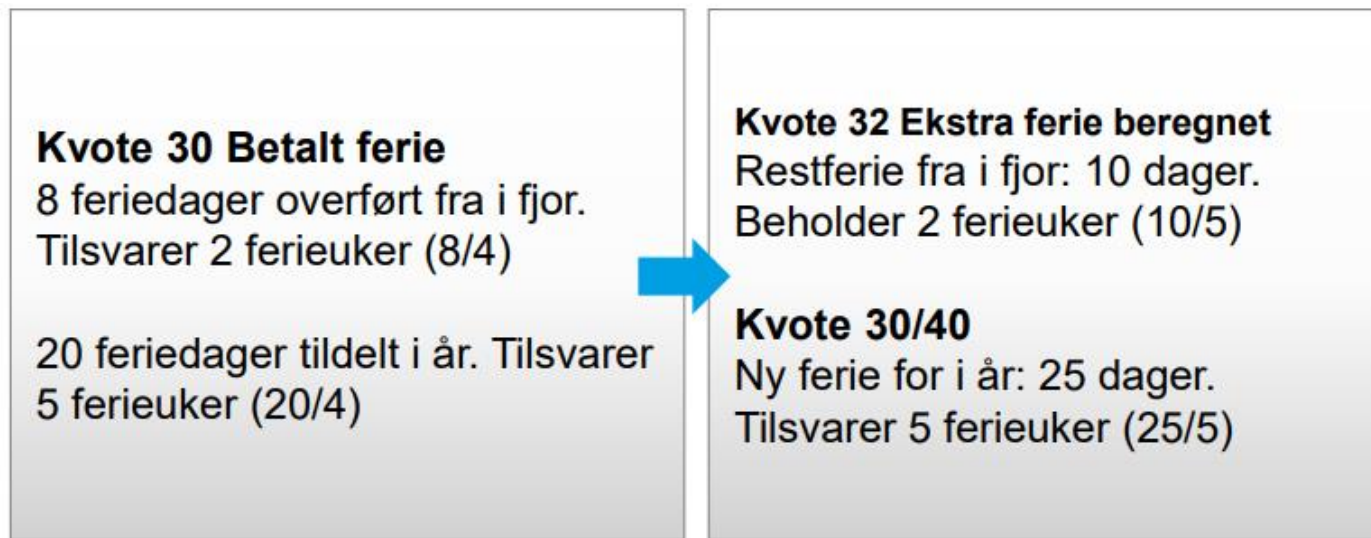 Kvote 30 Betalt ferie
8 feriedager overført fra i fjor.
Tilsvarer 2 ferieuker (8/4)
20 feriedager tildelt i år. Tilsvarer
5 ferieuker (20/4)
Kvote 32 Ekstra ferie beregnet
Restferie fra i fjor: 10 dager.
Beholder 2 ferieuker (10/5)
Kvote 30/40
Ny ferie for i år: 25 dager.
Tilsvarer 5 ferieuker (25/5)